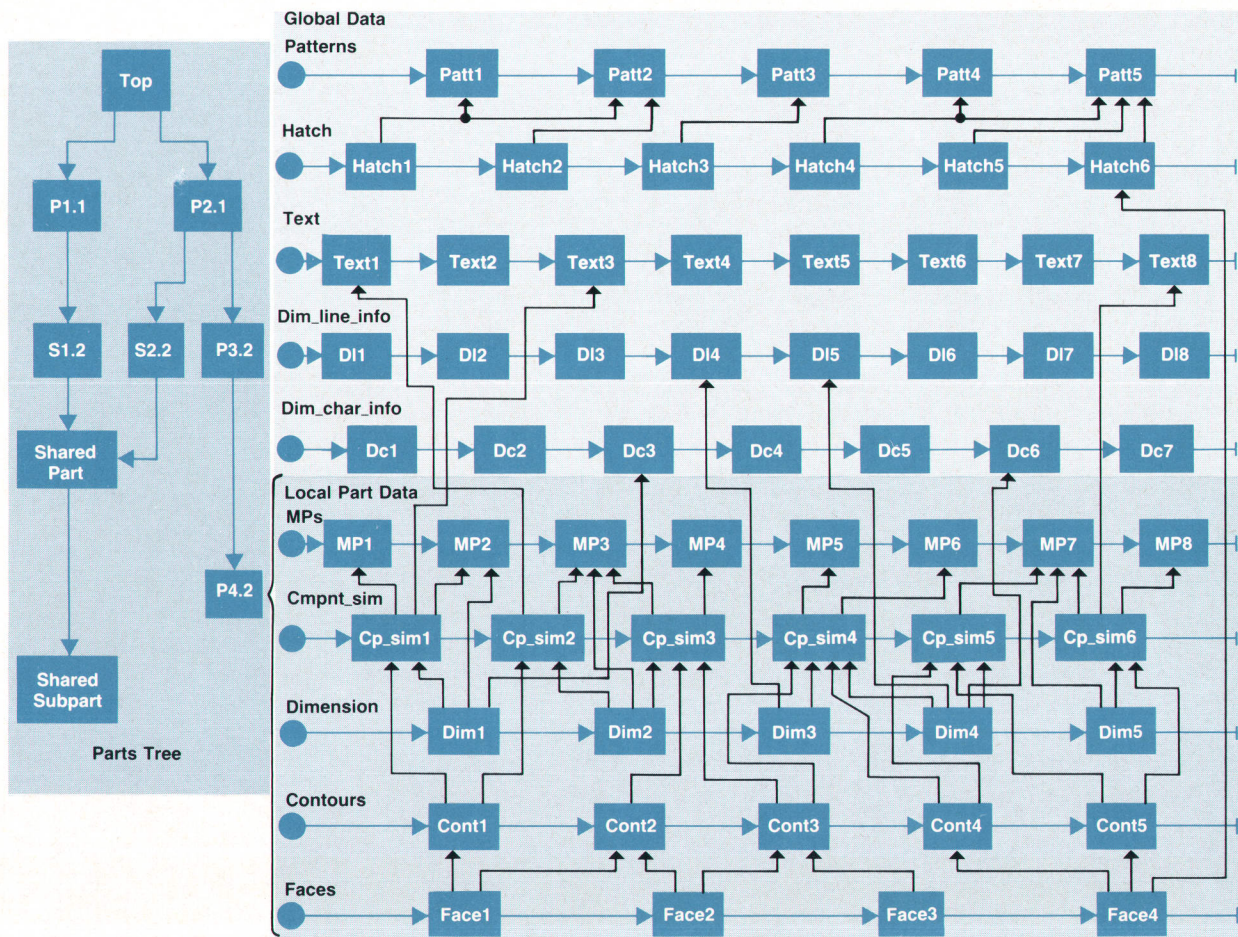 Top
P1.1
P2.1
S1.2
S2.2
P3.2
Shared
Part
P4.2
Shared
Subpart
Parts Tree
Global Data
Patterns
Patt1 Patt2 Patt3 Patt4 Patt5
Hatch
Hatch1 Hatch2 Hatch3 Hatch4 Hatch5 Hatch6
Text
Text1 Text2 Text3 Text4 Text5 Text6 Text7 Text8
Dim_line_info
Dl1 Dl2 Dl3 Dl4 Dl5 Dl6 Dl7 Dl8
Dim_char_info
Dc1 Dc2 Dc3 Dc4 Dc5 Dc6 Dc7
Local Part Data
MPs
MP1 MP2 MP3 MP4 MP5 MP6 MP7 MP8
Cmpnt_sim
Cp_sim1 Cp_sim2 Cp_sim3 Cp_sim4 Cp_sim5 Cp_sim6
Dimension
Dim1 Dim2 Dim3 Dim4 Dim5
Contours
Cont1 Cont2 Cont3 Cont4 Cont5
Faces
Face1 Face2 Face3 Face4